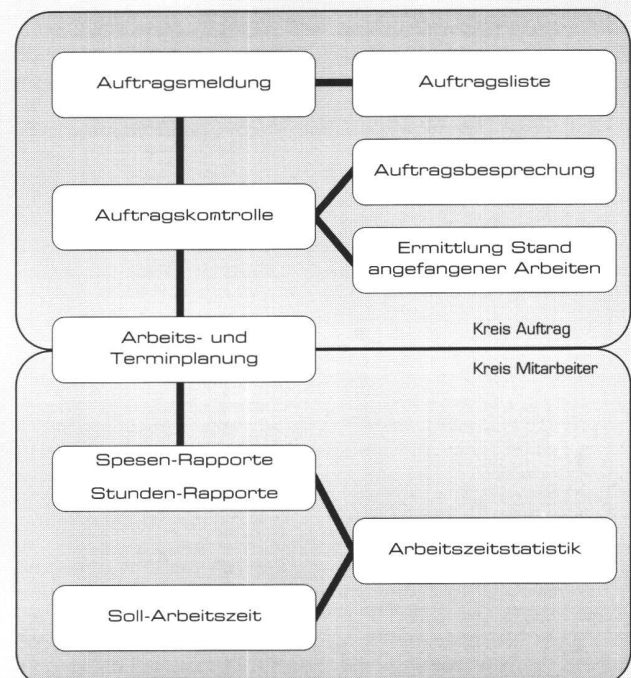 Auftragsmeldung
Auftragsliste
Auftragsbesprechung
Auftragskomtrolle
Ermittlung Stand
angefangener Arbeiten
Arbeits- und
Terminplanung
Kreis Auftrag
Kreis Mitarbeiter
Spesen-Rapporte
Stunden-Rapporte
Arbeitszeitstatistik
Soll-Arbeitszeit